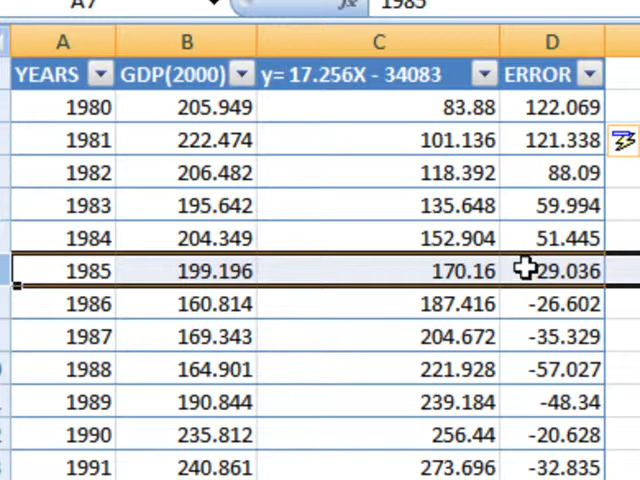 A7 fx 1985
A B C D
YEARS GDP(2000) y= 17.256X - 34083 ERROR
1980 205.949 83.88 122.069
1981 222.474 101.136 121.338
1982 206.482 118.392 88.09
1983 195.642 135.648 59.994
1984 204.349 152.904 51.445
1985 199.196 170.16 29.036
1986 160.814 187.416 -26.602
1987 169.343 204.672 -35.329
1988 164.901 221.928 -57.027
1989 190.844 239.184 -48.34
1990 235.812 256.44 -20.628
1991 240.861 273.696 -32.835